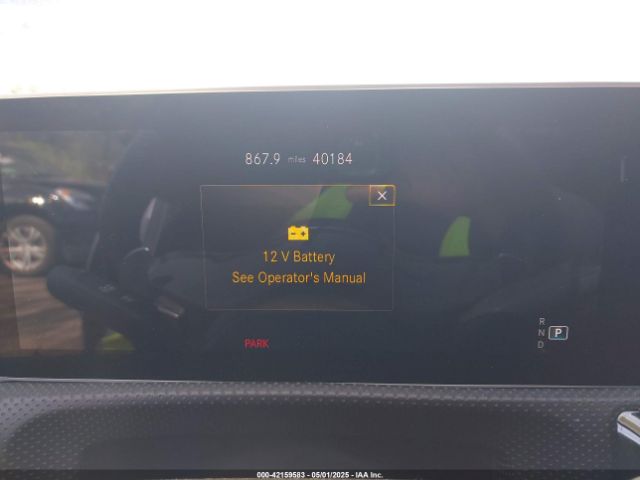 867.9 miles 40184
12 V Battery
See Operator's Manual
PARK
R
N P
D
000-42159583 - 05/01/2025 - IAA Inc.